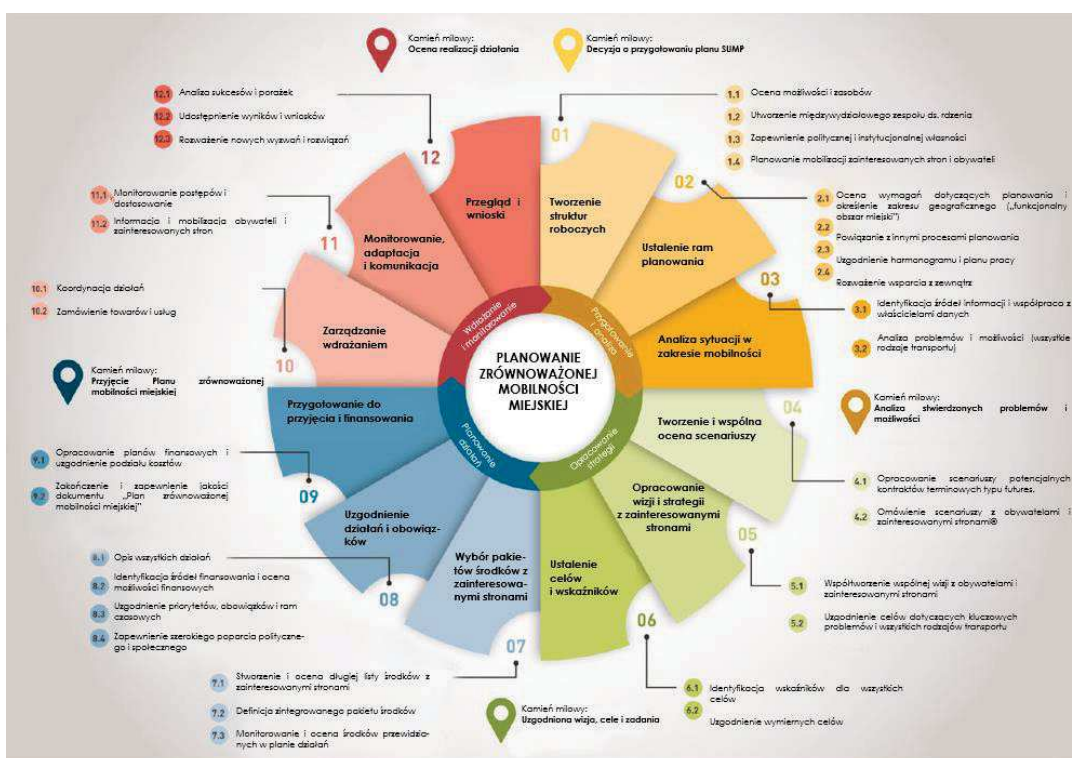 Kamień milowy:
Ocena realizacji działania
Kamień milowy:
Decyzja o przygotowaniu planu SUMP
12.1 Analiza sukcesów i porażek
12.2 Udostępnienie wyników i wniosków
12.3 Rozważenie nowych wyzwań i rozwiązań
1.1 Ocena możliwości i zasobów
1.2 Utworzenie międzywydziałowego zespołu ds. rdzenia
1.3 Zapewnienie politycznej i instytucjonalnej własności
1.4 Planowanie mobilizacji zainteresowanych stron i obywateli
12
Przegląd i
wnioski
01
Tworzenie
struktur
roboczych
02
Ustalenie ram
planowania
2.1 Ocena wymagań dotyczących planowania i
określenie zakresu geograficznego („funkcjonalny
obszar miejski")
2.2
Powiązanie z innymi procesami planowania
2.3
Uzgodnienie harmonogramu i planu pracy
2.4
Rozważenie wsparcia z zewnątrz
11.1 Monitorowanie postępów i
dostosowanie
11.2 Informacja i mobilizacja obywateli i
zainteresowanych stron
11
Monitorowanie,
adaptacja
i komunikacja
03
Analiza sytuacji w
zakresie mobilności
3.1 Identyfikacja źródeł informacji i współpraca z
właścicielami danych
3.2 Analiza problemów i możliwości (wszystkie
rodzaje transportu)
10.1 Koordynacja działań
10.2 Zamówienie towarów i usług
10
Zarządzanie
wdrażaniem
Wdrażanie
i monitorowanie
Przygotowanie
i analiza
PLANOWANIE
ZRÓWNOWAŻONEJ
MOBILNOŚCI
MIEJSKIEJ
Planowanie
działań
Opracowanie
strategii
Kamień milowy:
Przyjęcie Planu zrównoważonej
mobilności miejskiej
Kamień milowy:
Analiza stwierdzonych problemów i
możliwości
Przygotowanie do
przyjęcia i finansowania
09
9.1 Opracowanie planów finansowych i
uzgodnienie podziału kosztów
9.2 Zakończenie i zapewnienie jakości
dokumentu „Plan zrównoważonej
mobilności miejskiej"
04
Tworzenie i wspólna
ocena scenariuszy
4.1 Opracowanie scenariuszy potencjalnych
kontraktów terminowych typu futures.
4.2 Omówienie scenariuszy z obywatelami i
zainteresowanymi stronami®
Opracowanie
wizji i strategii
z zainteresowanymi
stronami
05
5.1 Współtworzenie wspólnej wizji z obywatelami i
zainteresowanymi stronami
5.2 Uzgodnienie celów dotyczących kluczowych
problemów i wszystkich rodzajów transportu
Uzgodnienie
działań i obowiąz-
ków
08
8.1 Opis wszystkich działań
8.2 Identyfikacja źródeł finansowania i ocena
możliwości finansowych
8.3 Uzgodnienie priorytetów, obowiązków i ram
czasowych
8.4 Zapewnienie szerokiego poparcia polityczne-
go i społecznego
Wybór pakie-
tów środków z
zainteresowa-
nymi stronami
07
7.1 Stworzenie i ocena długiej listy środków z
zainteresowanymi stronami
7.2 Definicja zintegrowanego pakietu środków
7.3 Monitorowanie i ocena środków przewidzia-
nych w planie działań
Ustalenie
celów
i wskaźników
06
6.1 Identyfikacja wskaźników dla wszystkich
celów
6.2
Uzgodnienie wymiernych celów
Kamień milowy:
Uzgodniona wizja, cele i zadania